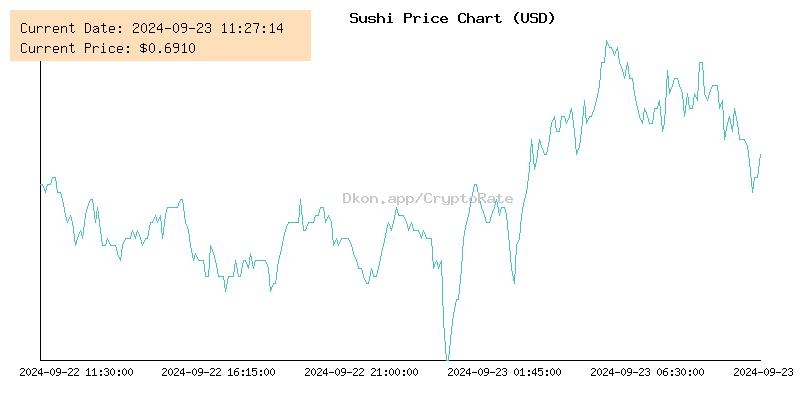 Sushi Price Chart (USD)
Current Date: 2024-09-23 11:27:14
Current Price: $0.6910
Dkon.app/CryptoRate
2024-09-22 11:30:00 2024-09-22 16:15:00 2024-09-22 21:00:00 2024-09-23 01:45:00 2024-09-23 06:30:00 2024-09-23